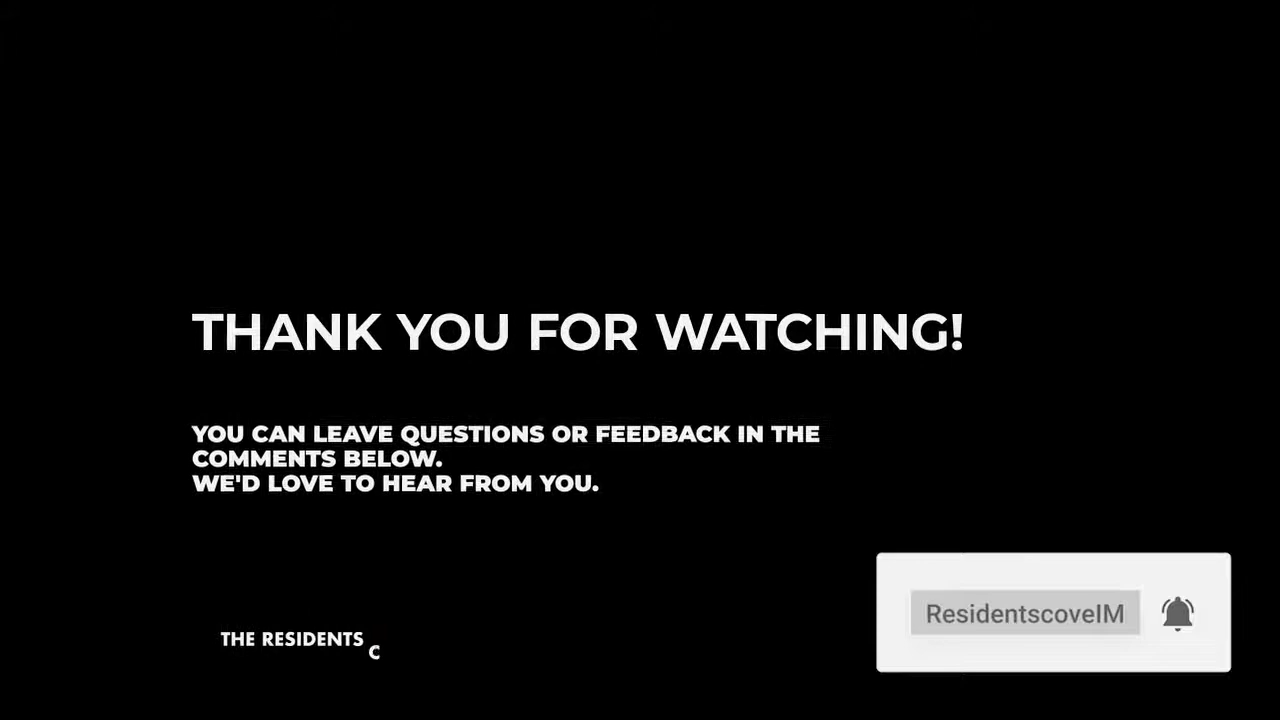 THANK YOU FOR WATCHING!
YOU CAN LEAVE QUESTIONS OR FEEDBACK IN THE
COMMENTS BELOW.
WE'D LOVE TO HEAR FROM YOU.
ResidentscoveIM
THE RESIDENTS C